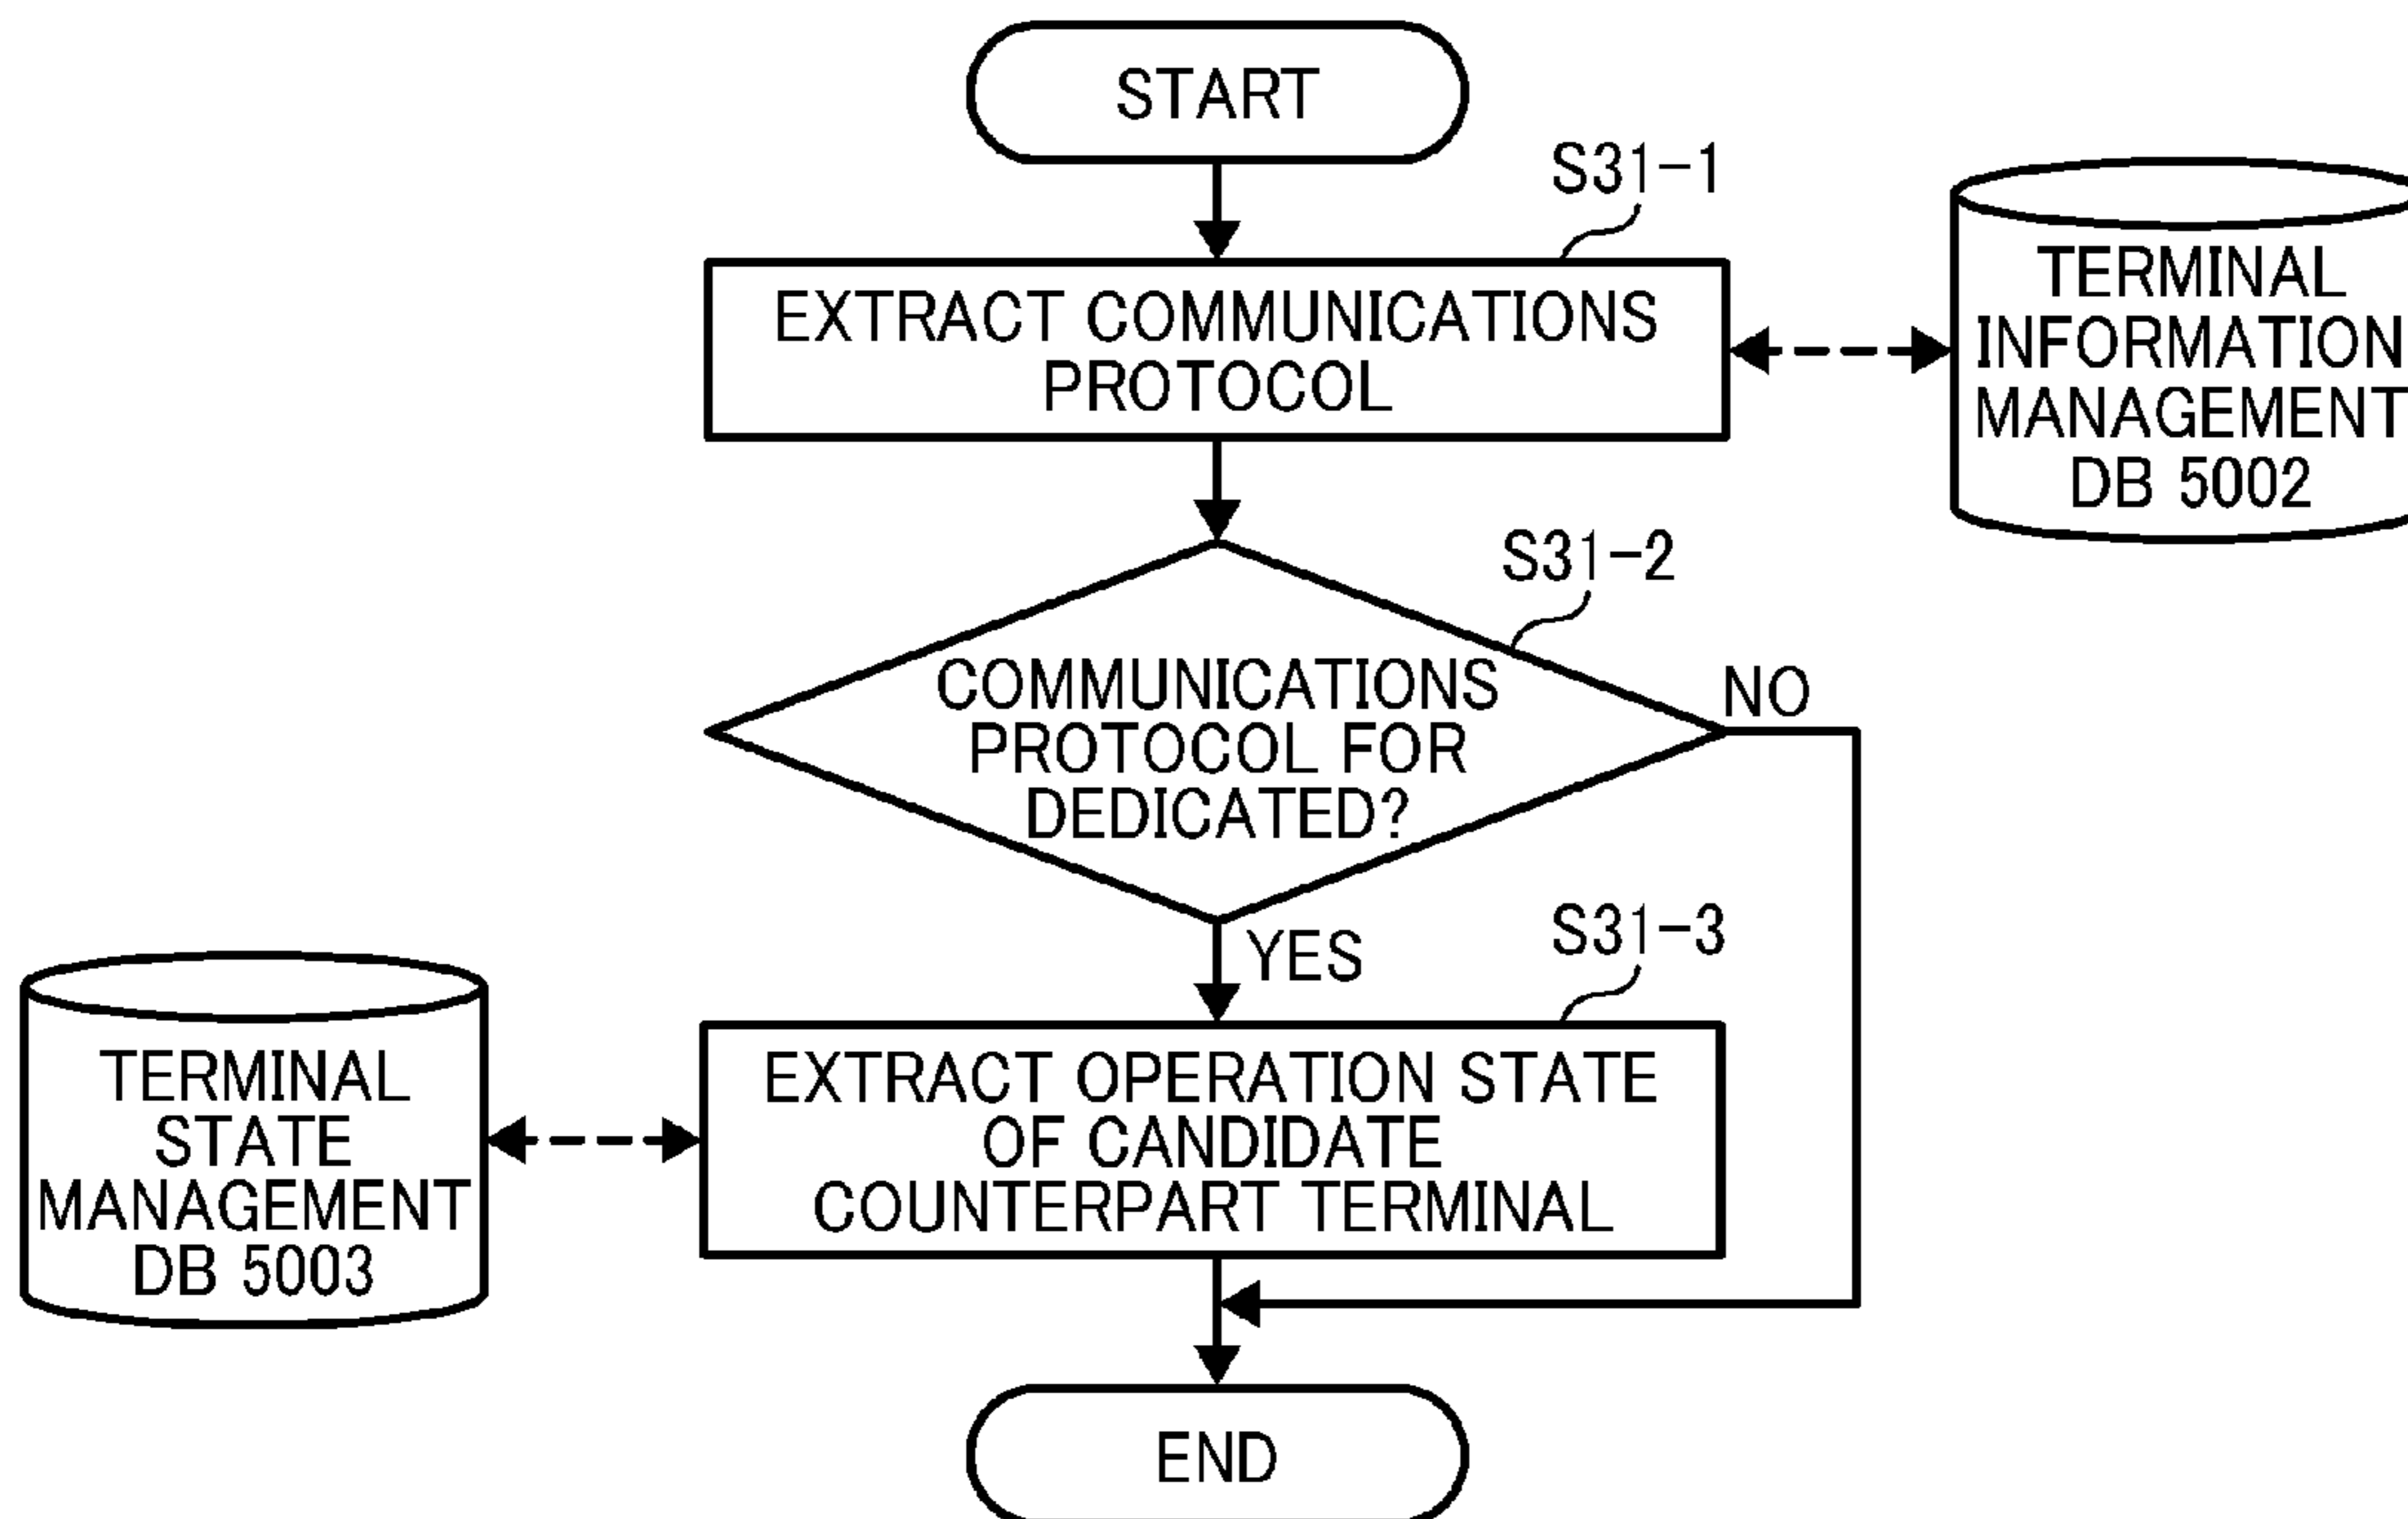 START
S31-1
EXTRACT COMMUNICATIONS
PROTOCOL
TERMINAL
INFORMATION
MANAGEMENT
DB 5002
S31-2
COMMUNICATIONS
PROTOCOL FOR
DEDICATED?
NO
YES
S31-3
EXTRACT OPERATION STATE
OF CANDIDATE
COUNTERPART TERMINAL
TERMINAL
STATE
MANAGEMENT
DB 5003
END